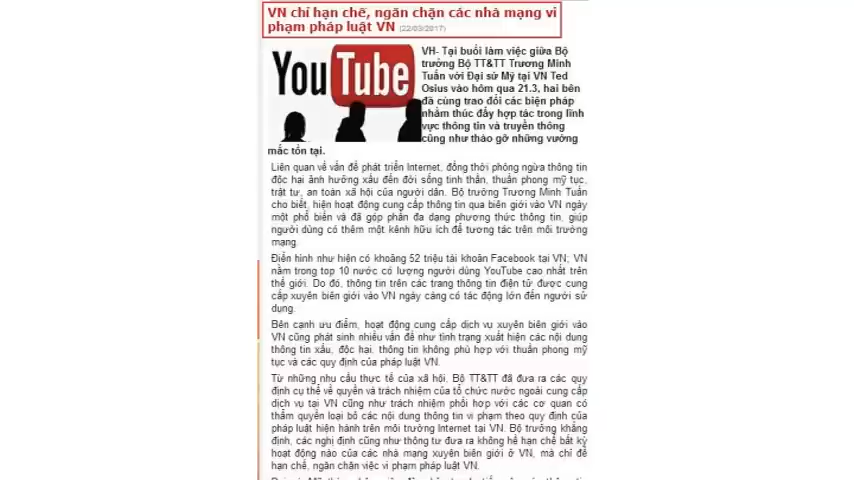 VN chỉ hạn chế, ngăn chặn các nhà mạng vi
phạm pháp luật VN (22/03/2017)
YouTube
VH- Tại buổi làm việc giữa Bộ
trưởng Bộ TT&TT Trương Minh
Tuấn với Đại sứ Mỹ tại VN Ted
Osius vào hôm qua 21.3, hai bên
đã cùng trao đổi các biện pháp
nhằm thúc đẩy hợp tác trong lĩnh
vực thông tin và truyền thông
cũng như tháo gỡ những vướng
mắc tồn tại.
Liên quan về vấn đề phát triển Internet, đồng thời phòng ngừa thông tin
độc hại ảnh hưởng xấu đến đời sống tinh thần, thuần phong mỹ tục,
trật tự, an toàn xã hội của người dân. Bộ trưởng Trương Minh Tuấn
cho biết, hiện hoạt động cung cấp thông tin qua biên giới vào VN ngày
một phổ biến và đã góp phần đa dạng phương thức thông tin, giúp
người dùng có thêm một kênh hữu ích để tương tác trên môi trường
mạng.
Điển hình như hiện có khoảng 52 triệu tài khoản Facebook tại VN; VN
nằm trong top 10 nước có lượng người dùng YouTube cao nhất trên
thế giới. Do đó, thông tin trên các trang thông tin điện tử được cung
cấp xuyên biên giới vào VN ngày càng có tác động lớn đến người sử
dụng.
Bên cạnh ưu điểm, hoạt động cung cấp dịch vụ xuyên biên giới vào
VN cũng phát sinh nhiều vấn đề như tình trạng xuất hiện các nội dung
thông tin xấu, độc hại, thông tin không phù hợp với thuần phong mỹ
tục và các quy định của pháp luật VN.
Từ những nhu cầu thực tế của xã hội, Bộ TT&TT đã đưa ra các quy
định cụ thể về quyền và trách nhiệm của tổ chức nước ngoài cung cấp
dịch vụ tại VN cũng như trách nhiệm phối hợp với các cơ quan có
thẩm quyền loại bỏ các nội dung thông tin vi phạm theo quy định của
pháp luật hiện hành trên môi trường Internet tại VN. Bộ trưởng khẳng
định, các nghị định cũng như thông tư đưa ra không hề hạn chế bất kỳ
hoạt động nào của các nhà mạng xuyên biên giới ở VN, mà chỉ để
hạn chế, ngăn chặn việc vi phạm pháp luật VN.